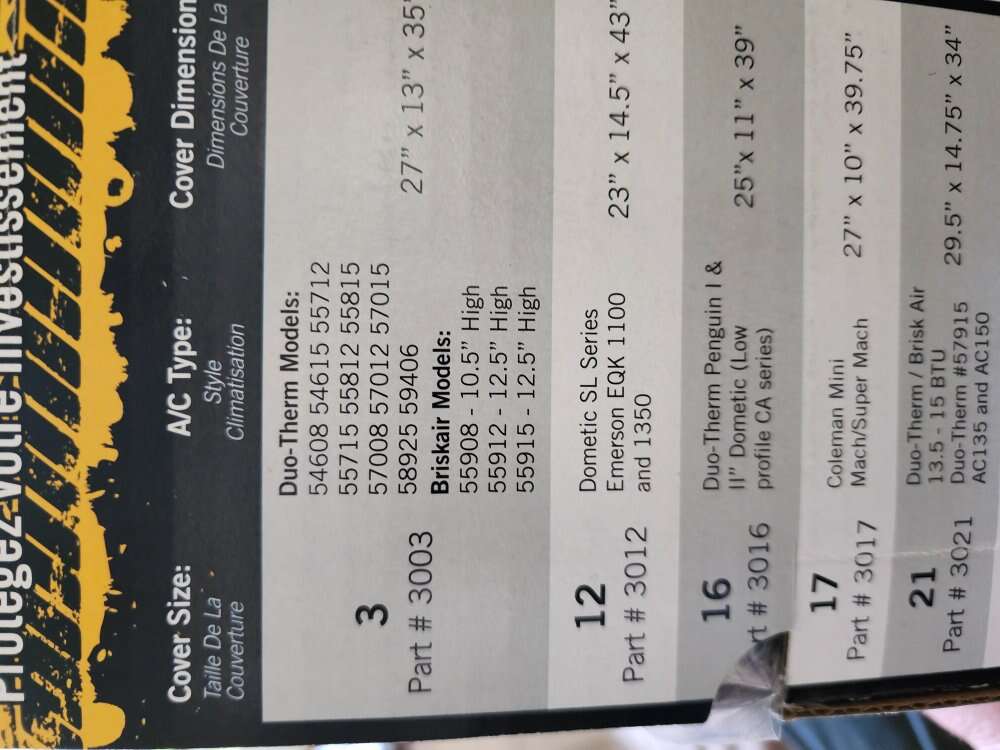 Protégez votre investissement
Cover Size:
Taille De La
Couverture
A/C Type:
Style
Climatisation
Cover Dimension
Dimensions De La
Couverture
3
Part # 3003
Duo-Therm Models:
54608 54615 55712
55715 55812 55815
57008 57012 57015
58925 59406
Briskair Models:
55908 - 10.5” High
55912 - 12.5” High
55915 - 12.5” High
27” x 13” x 35”
12
Part # 3012
Dometic SL Series
Emerson EQK 1100
and 1350
23” x 14.5” x 43”
16
rt # 3016
Duo-Therm Penguin I &
II” Dometic (Low
profile CA series)
25”x 11” x 39”
17
Part # 3017
Coleman Mini
Mach/Super Mach
27” x 10” x 39.75”
21
Part # 3021
Duo-Therm / Brisk Air
13.5 - 15 BTU
Duo-Therm #57915
AC135 and AC150
29.5” x 14.75” x 34”